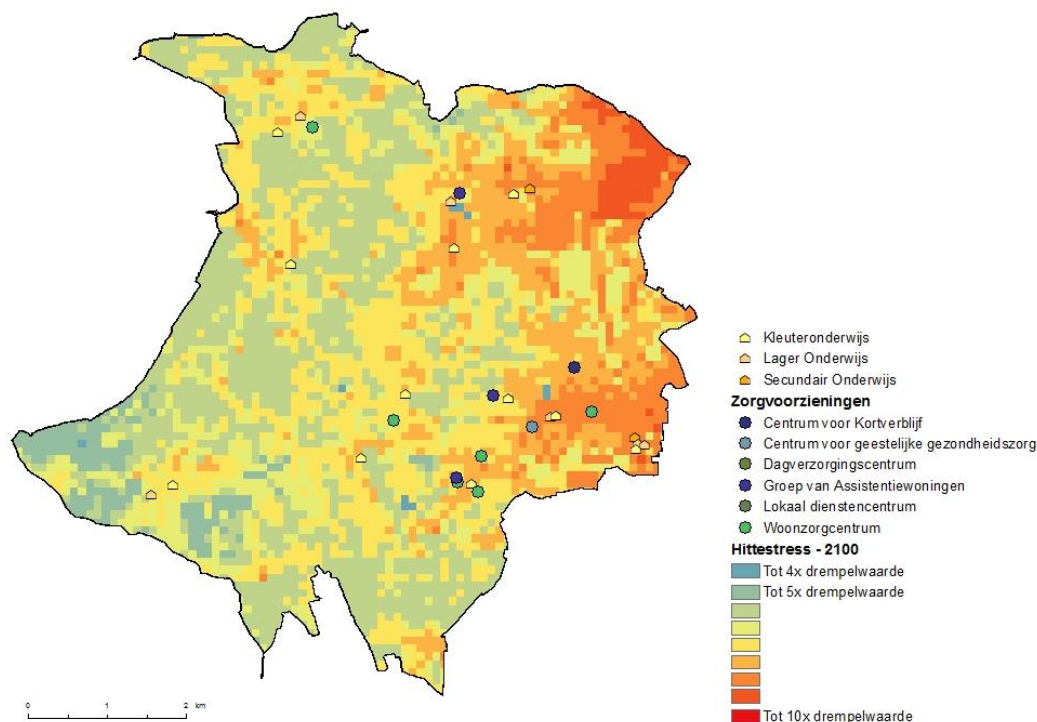 Kleuteronderwijs
Lager Onderwijs
Secundair Onderwijs
Zorgvoorzieningen
Centrum voor Kortverblijf
Centrum voor geestelijke gezondheidszorg
Dagverzorgingscentrum
Groep van Assistentiewoningen
Lokaal dienstencentrum
Woonzorgcentrum
Hittestress - 2100
Tot 4x drempelwaarde
Tot 5x drempelwaarde
Tot 10x drempelwaarde
0 1 2 km